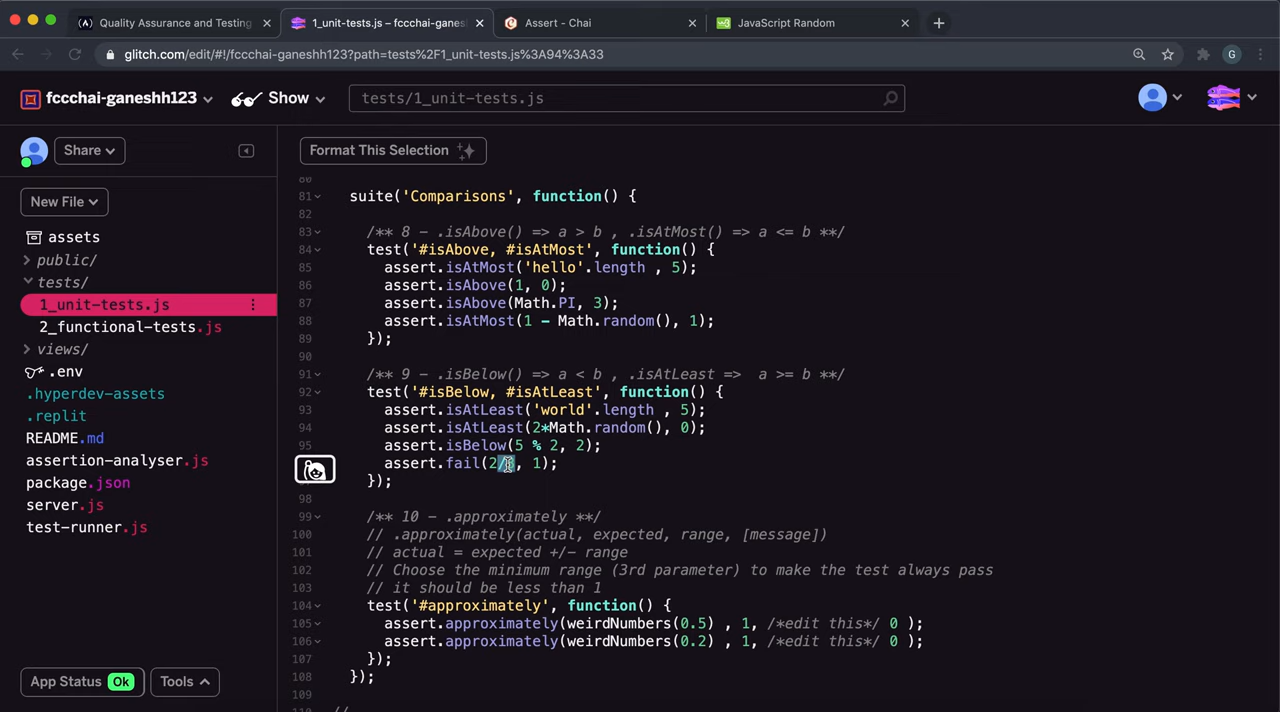 Quality Assurance and Testing
1_unit-tests.js – fccchai-ganesh
Assert - Chai
JavaScript Random
glitch.com/edit/#!/fccchai-ganeshh123?path=tests%2F1_unit-tests.js%3A94%3A33
G
fccchai-ganeshh123
Show
tests/1_unit-tests.js
Share
Format This Selection
New File
assets
public/
tests/
1_unit-tests.js
2_functional-tests.js
views/
.env
.hyperdev-assets
.replit
README.md
assertion-analyser.js
package.json
server.js
test-runner.js
App Status Ok
Tools
80
81 suite('Comparisons', function() {
82
83 /** 8 - .isAbove() => a > b , .isAtMost() => a <= b **/
84 test('#isAbove, #isAtMost', function() {
85 assert.isAtMost('hello'.length , 5);
86 assert.isAbove(1, 0);
87 assert.isAbove(Math.PI, 3);
88 assert.isAtMost(1 - Math.random(), 1);
89 });
90
91 /** 9 - .isBelow() => a < b , .isAtLeast =>  a >= b **/
92 test('#isBelow, #isAtLeast', function() {
93 assert.isAtLeast('world'.length , 5);
94 assert.isAtLeast(2*Math.random(), 0);
95 assert.isBelow(5 % 2, 2);
assert.fail(2/ , 1);
});
98
99 /** 10 - .approximately **/
100 // .approximately(actual, expected, range, [message])
101 // actual = expected +/- range
102 // Choose the minimum range (3rd parameter) to make the test always pass
103 // it should be less than 1
104 test('#approximately', function() {
105 assert.approximately(weirdNumbers(0.5) , 1, /*edit this*/ 0 );
106 assert.approximately(weirdNumbers(0.2) , 1, /*edit this*/ 0 );
107 });
108 });
109
110 //